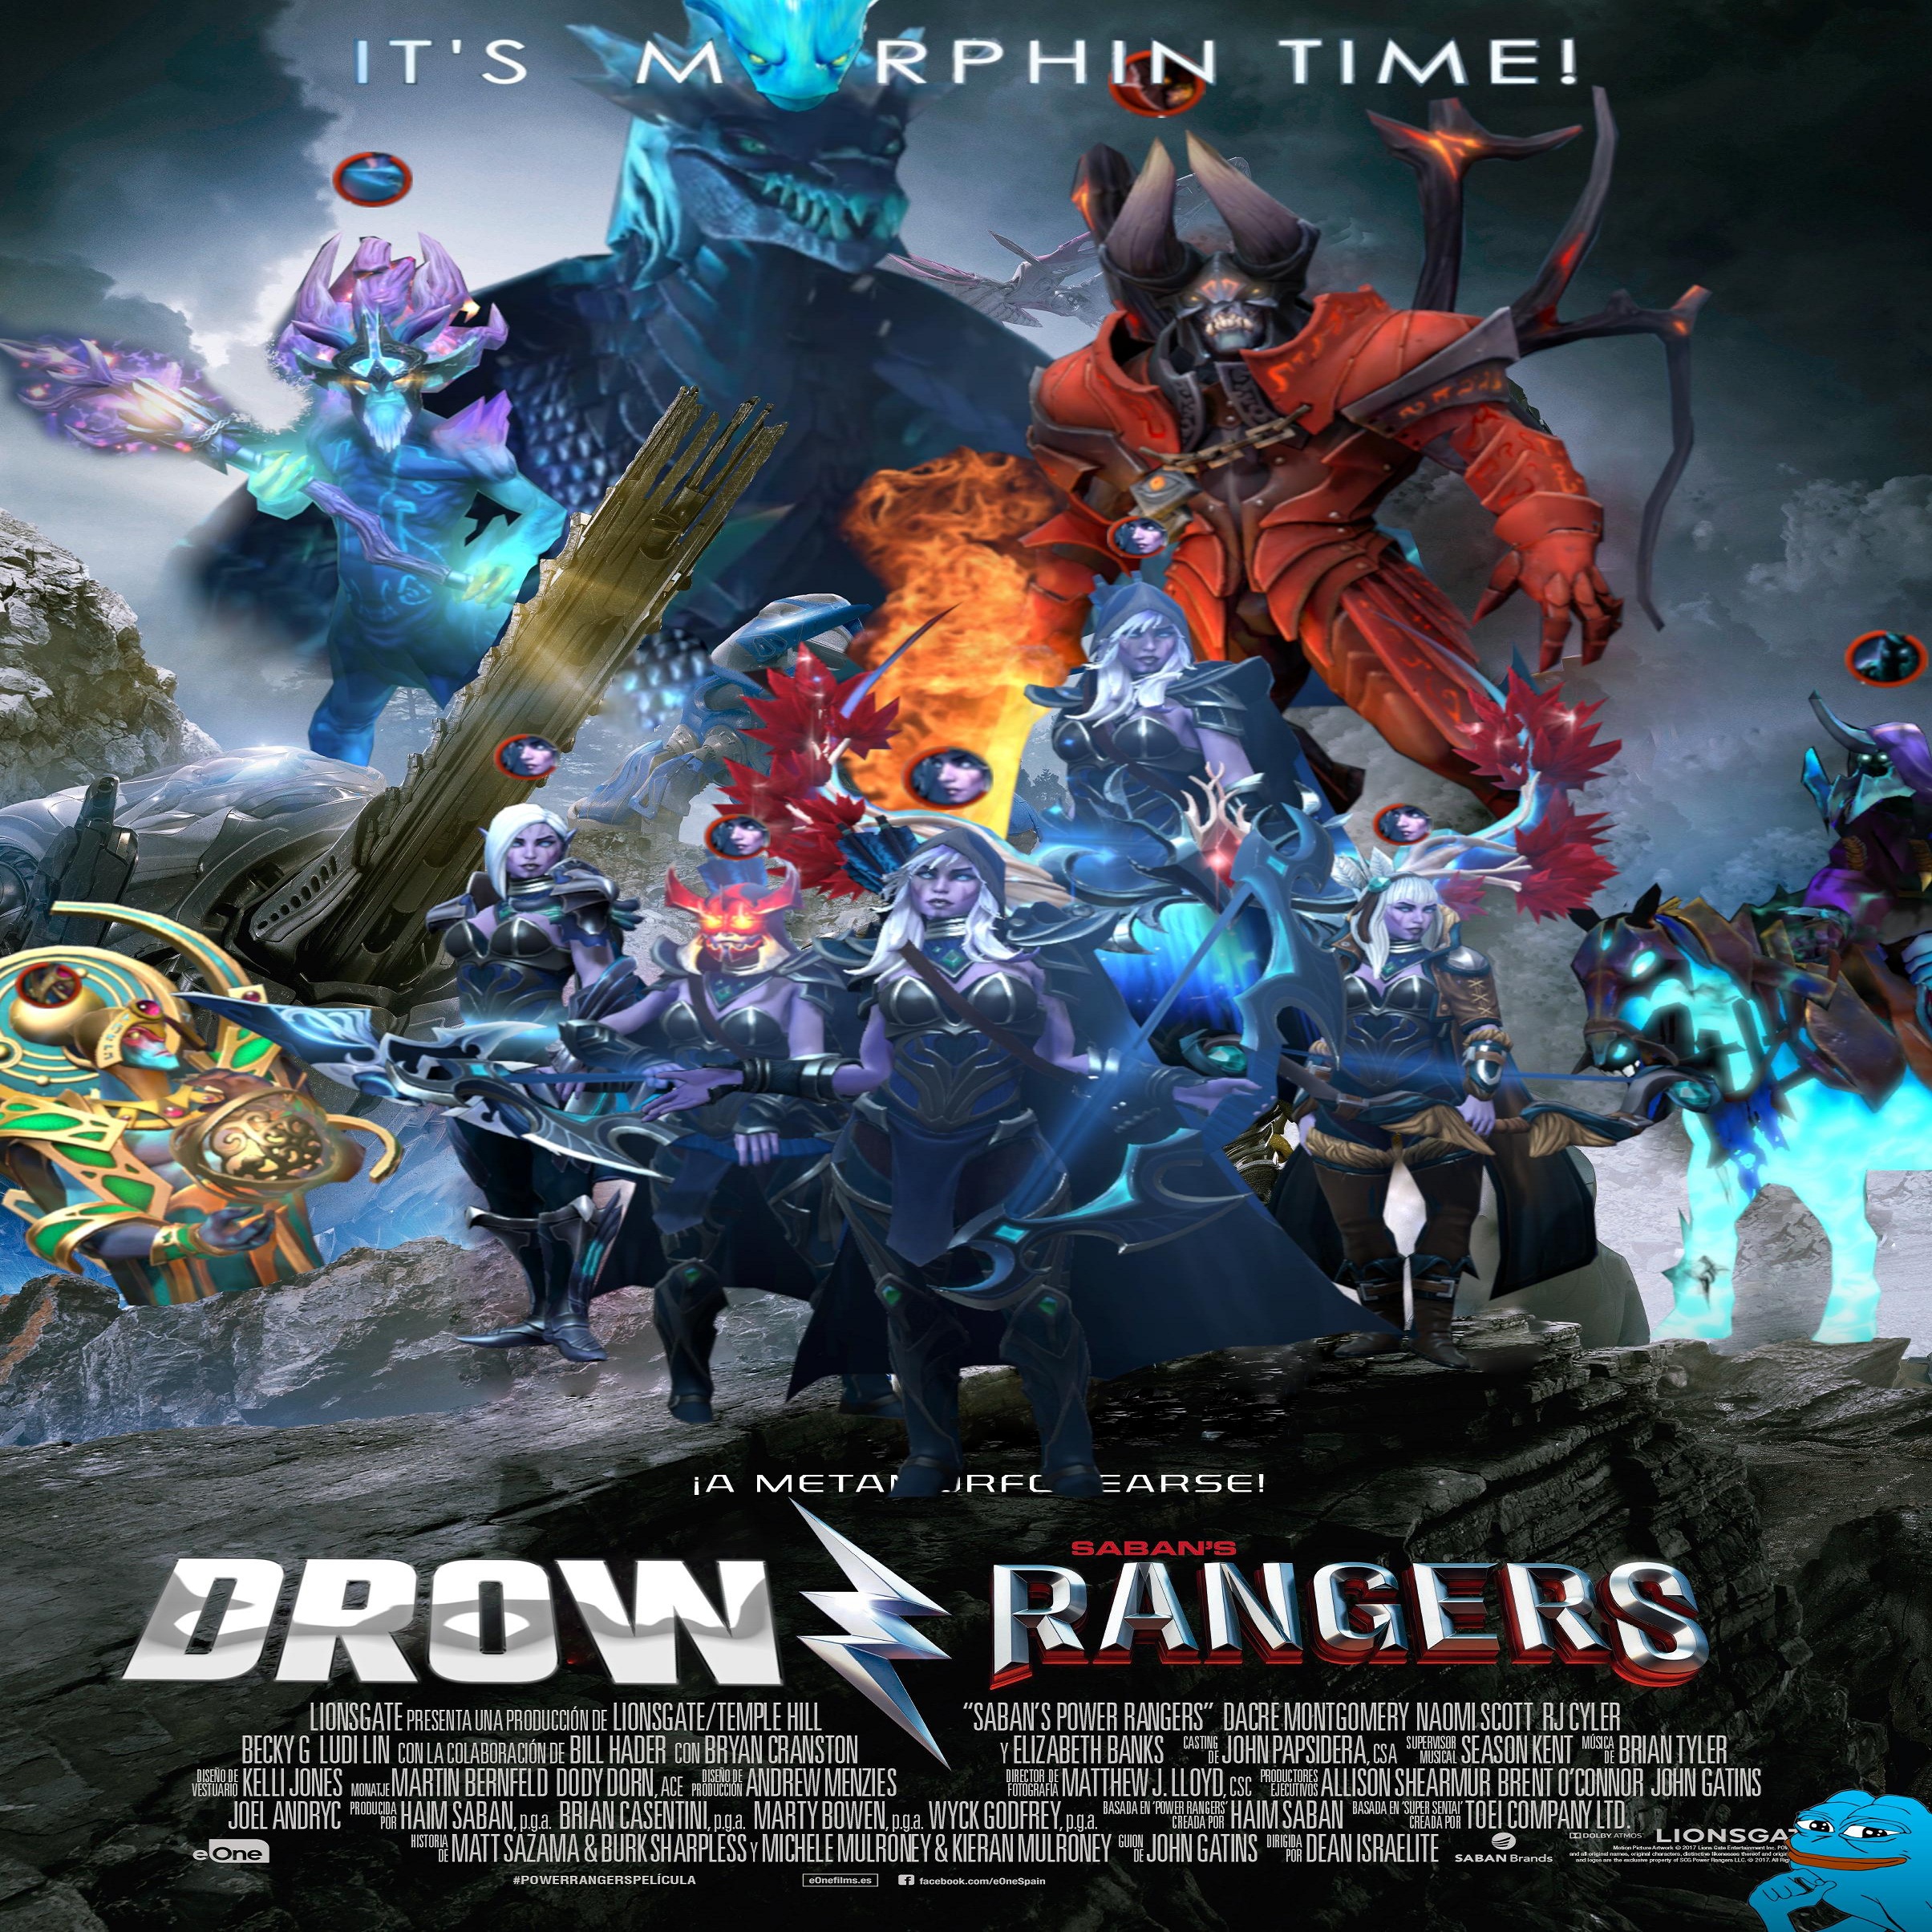 IT'S M RPHIN TIME!
¡A METAM RFO EARSE!
SABAN'S
DROW RANGERS
LIONSGATE PRESENTA UNA PRODUCCIÓN DE LIONSGATE/TEMPLE HILL "SABAN'S POWER RANGERS" DACRE MONTGOMERY NAOMI SCOTT RJ CYLER
BECKY G LUDI LIN CON LA COLABORACIÓN DE BILL HADER CON BRYAN CRANSTON Y ELIZABETH BANKS CASTING DE JOHN PAPSIDERA, CSA SUPERVISOR MUSICAL SEASON KENT MÚSICA DE BRIAN TYLER
DISEÑO DE VESTUARIO KELLI JONES MONATJE MARTIN BERNFELD DODY DORN, ACE DISEÑO DE PRODUCCIÓN ANDREW MENZIES DIRECTOR DE FOTOGRAFÍA MATTHEW J. LLOYD, CSC PRODUCTORES EJECUTIVOS ALLISON SHEARMUR BRENT O'CONNOR JOHN GATINS
JOEL ANDRYC PRODUCIDA POR HAIM SABAN, p.g.a. BRIAN CASENTINI, p.g.a. MARTY BOWEN, p.g.a. WYCK GODFREY, p.g.a. BASADA EN 'POWER RANGERS' CREADA POR HAIM SABAN BASADA EN 'SUPER SENTAI' CREADA POR TOEI COMPANY LTD.
HISTORIA DE MATT SAZAMA & BURK SHARPLESS Y MICHELE MULRONEY & KIERAN MULRONEY GUION DE JOHN GATINS DIRIGIDA POR DEAN ISRAELITE
eOne
SABAN Brands
DOLBY ATMOS
LIONSGA
#POWERRANGERSPELÍCULA eOnefilms.es facebook.com/eOneSpain